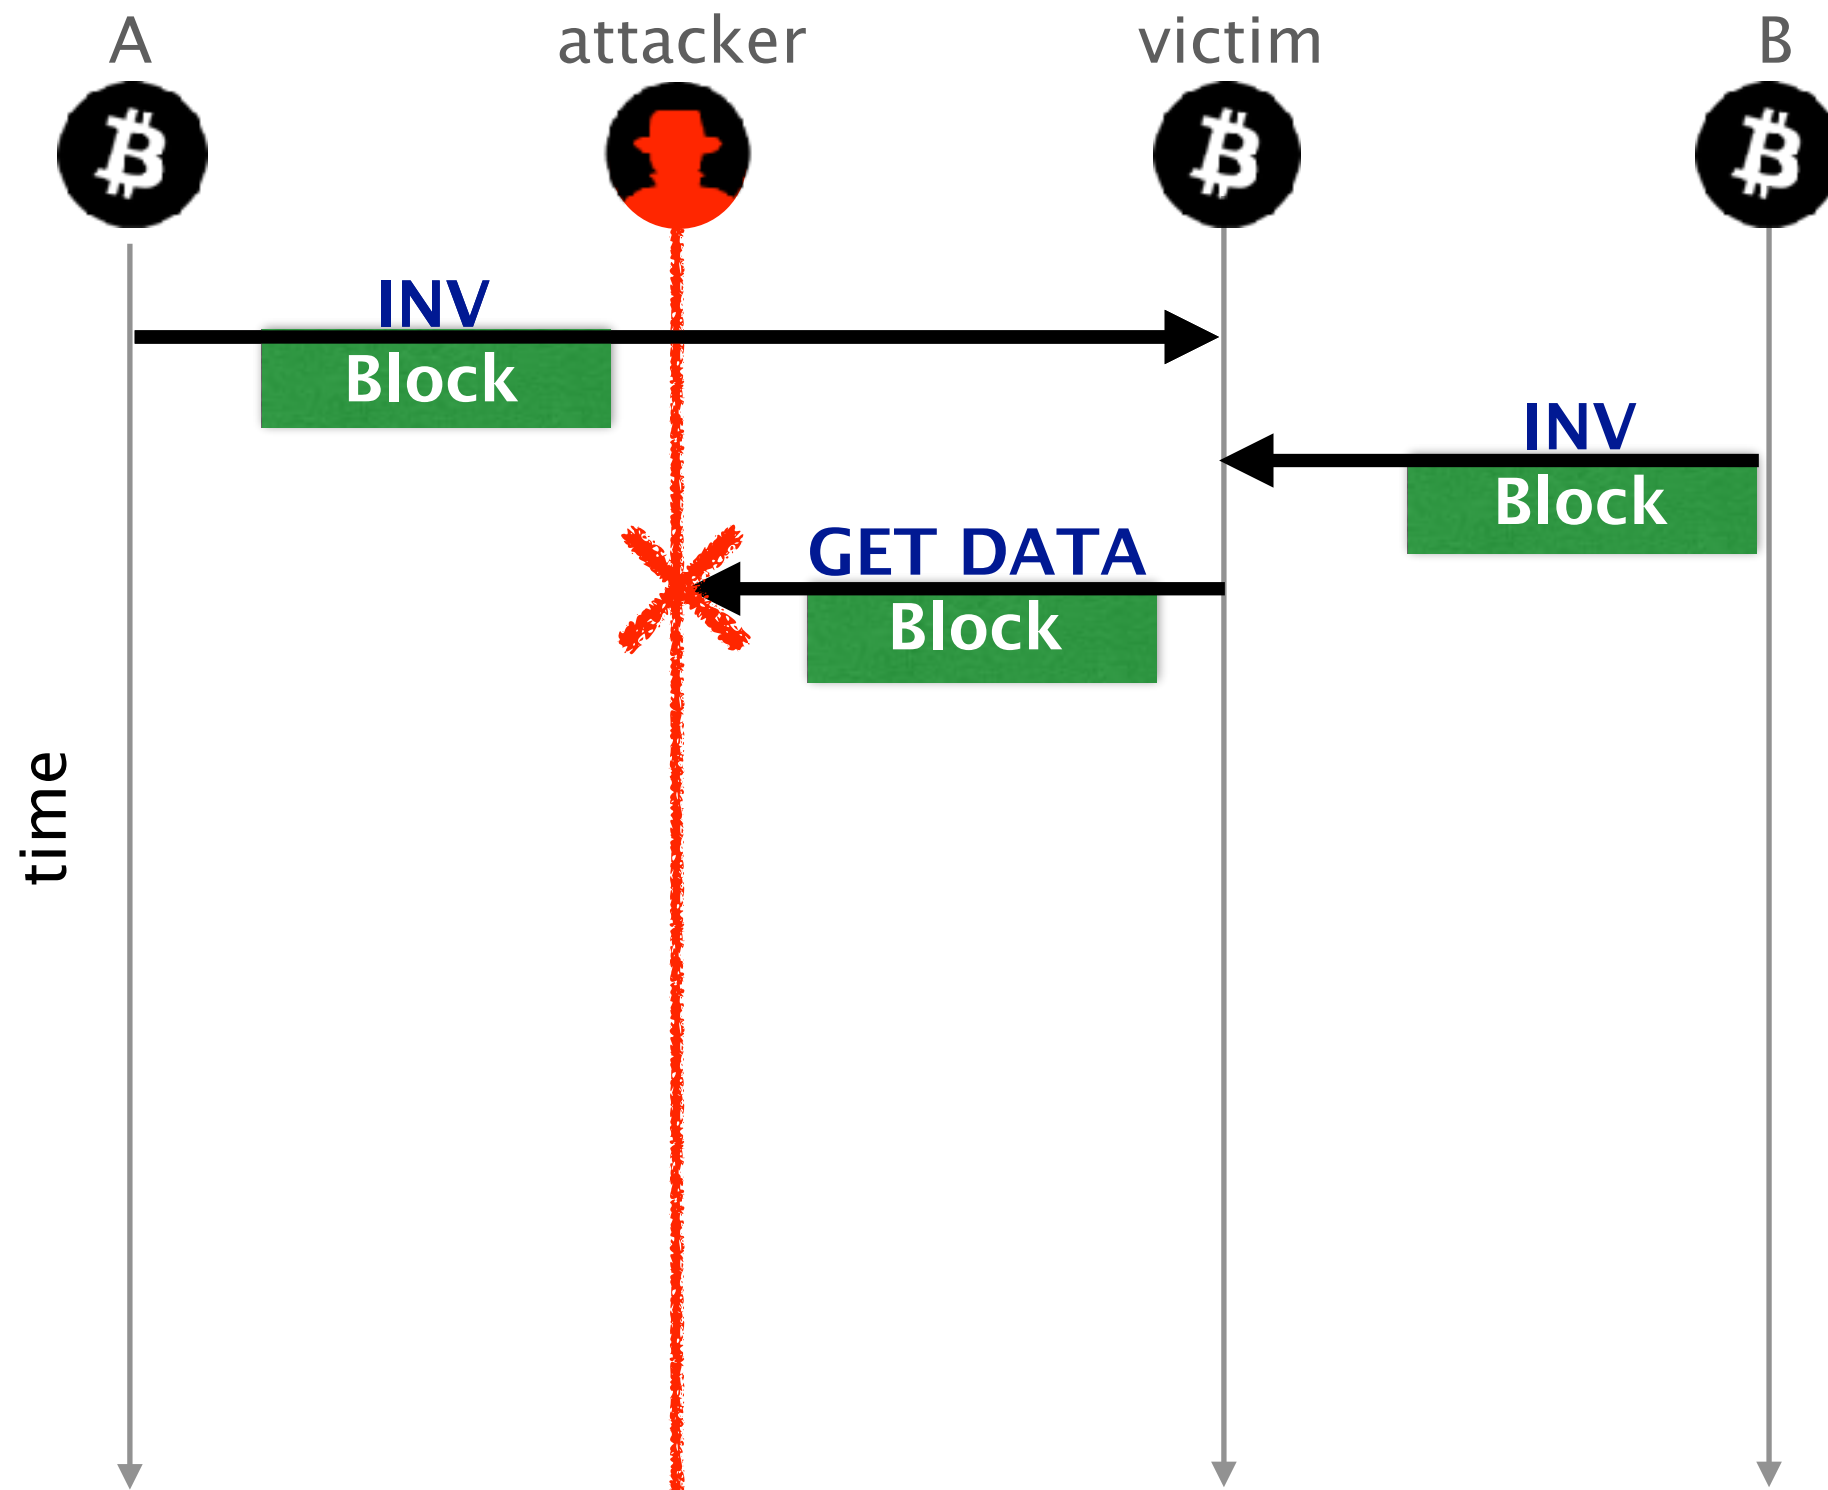 A attacker victim B
INV
Block
INV
Block
GET DATA
Block
time